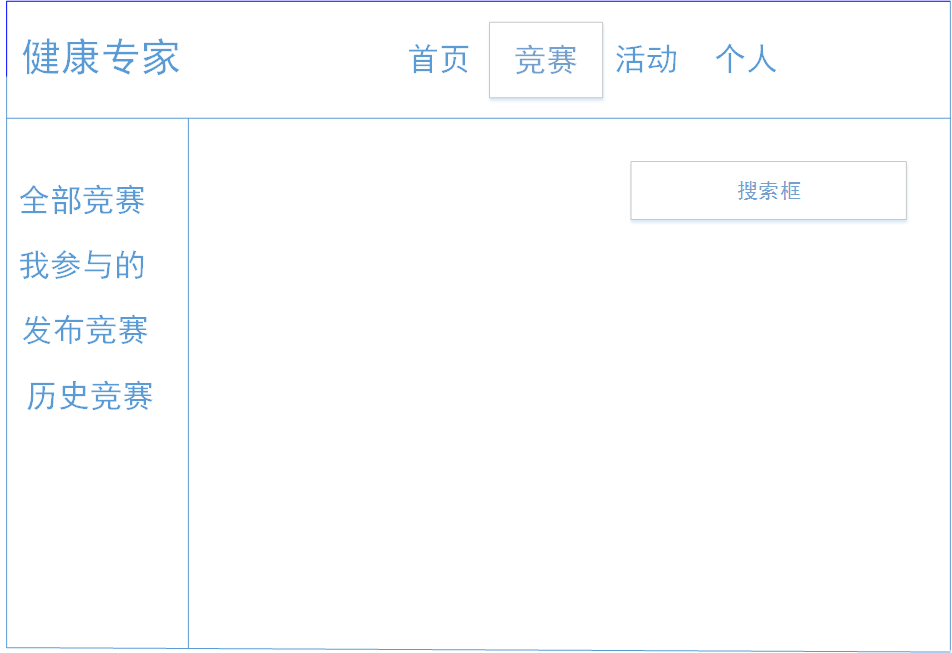 健康专家
首页 竞赛 活动 个人
搜索框
全部竞赛
我参与的
发布竞赛
历史竞赛